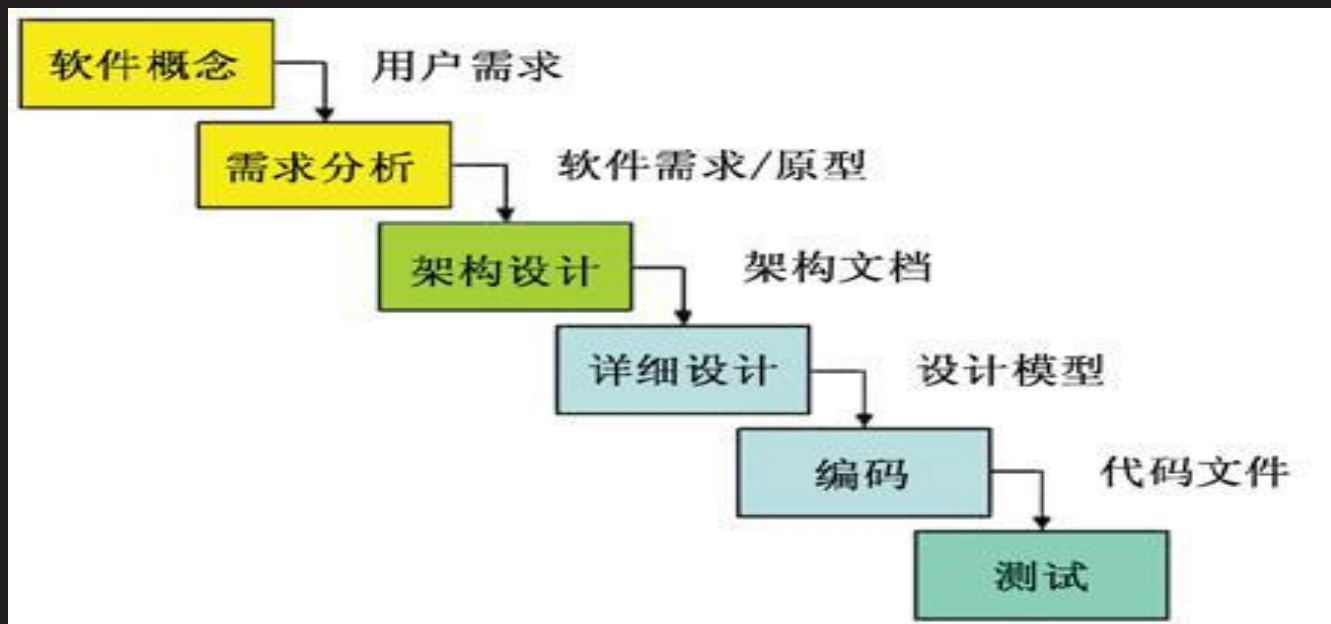 软件概念
用户需求
需求分析
软件需求/原型
架构设计
架构文档
详细设计
设计模型
编码
代码文件
测试